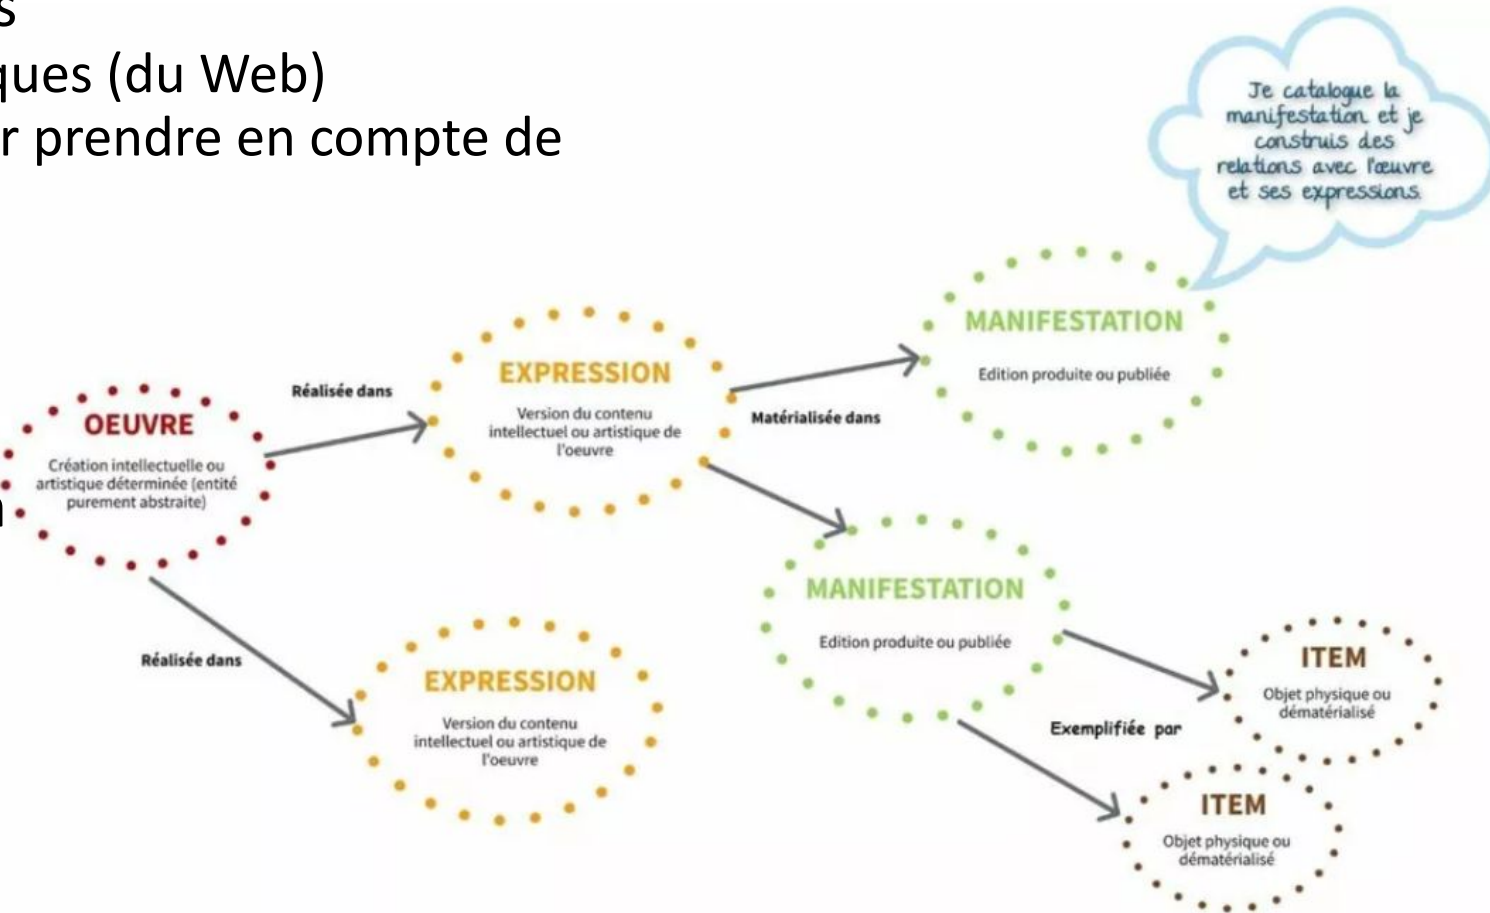 s
ques (du Web)
r prendre en compte de
Je catalogue la
manifestation et je
construis des
relations avec l'œuvre
et ses expressions.
MANIFESTATION
Edition produite ou publiée
EXPRESSION
Version du contenu
intellectuel ou artistique de
l'oeuvre
Réalisée dans
Matérialisée dans
OEUVRE
Création intellectuelle ou
artistique déterminée (entité
purement abstraite)
MANIFESTATION
Edition produite ou publiée
Réalisée dans
EXPRESSION
Version du contenu
intellectuel ou artistique de
l'oeuvre
ITEM
Objet physique ou
dématérialisé
Exemplifiée par
ITEM
Objet physique ou
dématérialisé